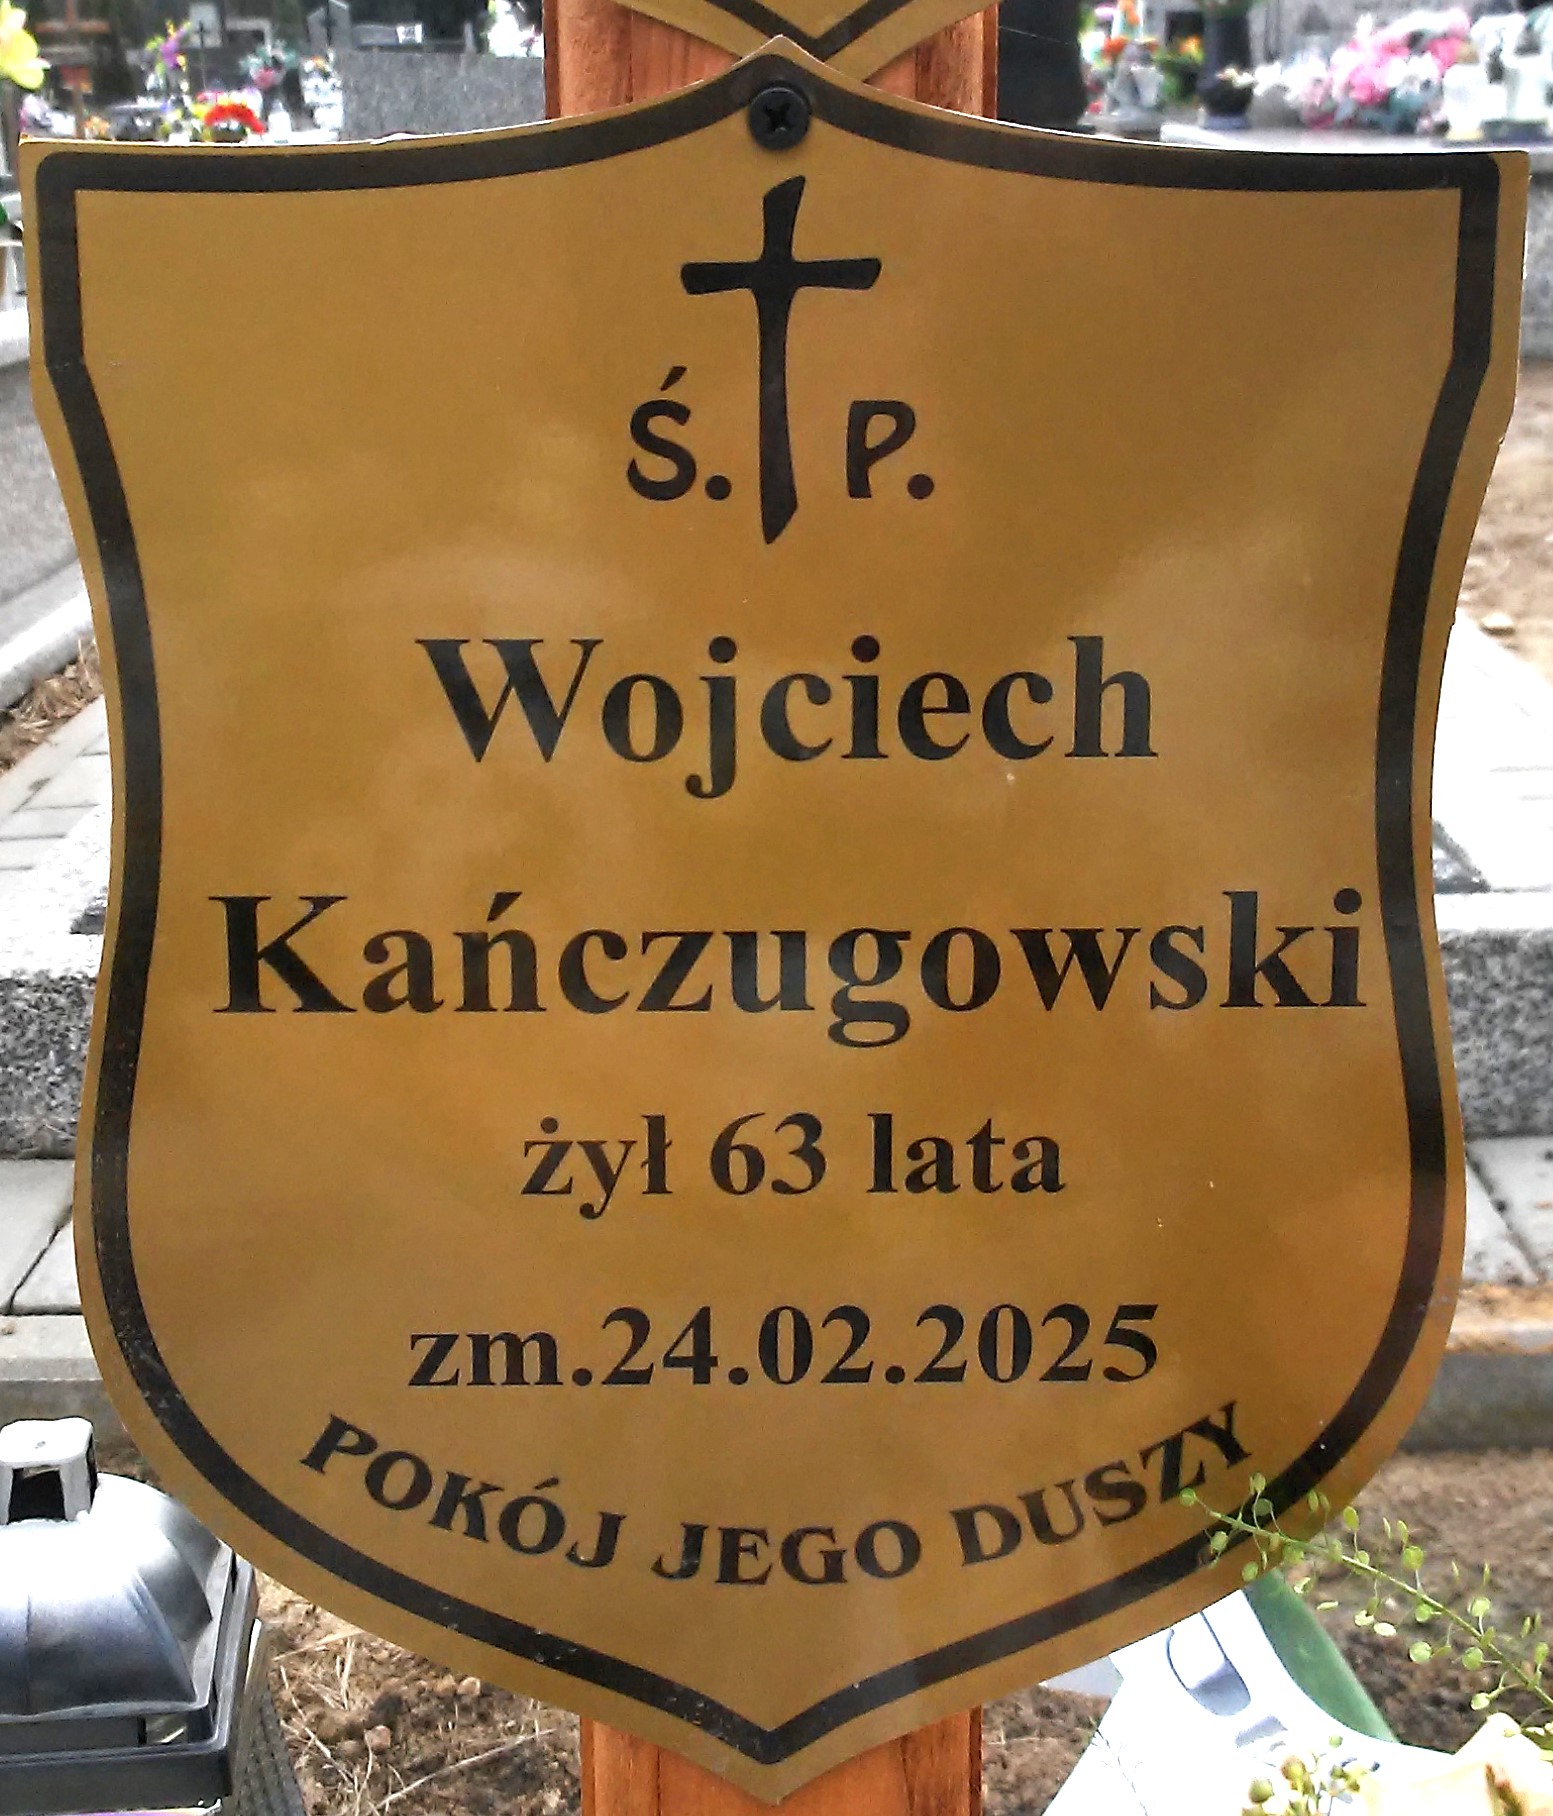 Ś. P.
Wojciech
Kańczugowski
żył 63 lata
zm.24.02.2025
POKÓJ JEGO DUSZY